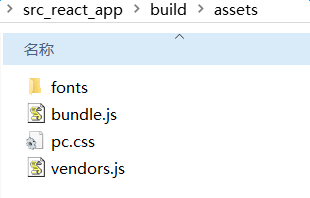 src_react_app > build > assets
名称
fonts
bundle.js
pc.css
vendors.js